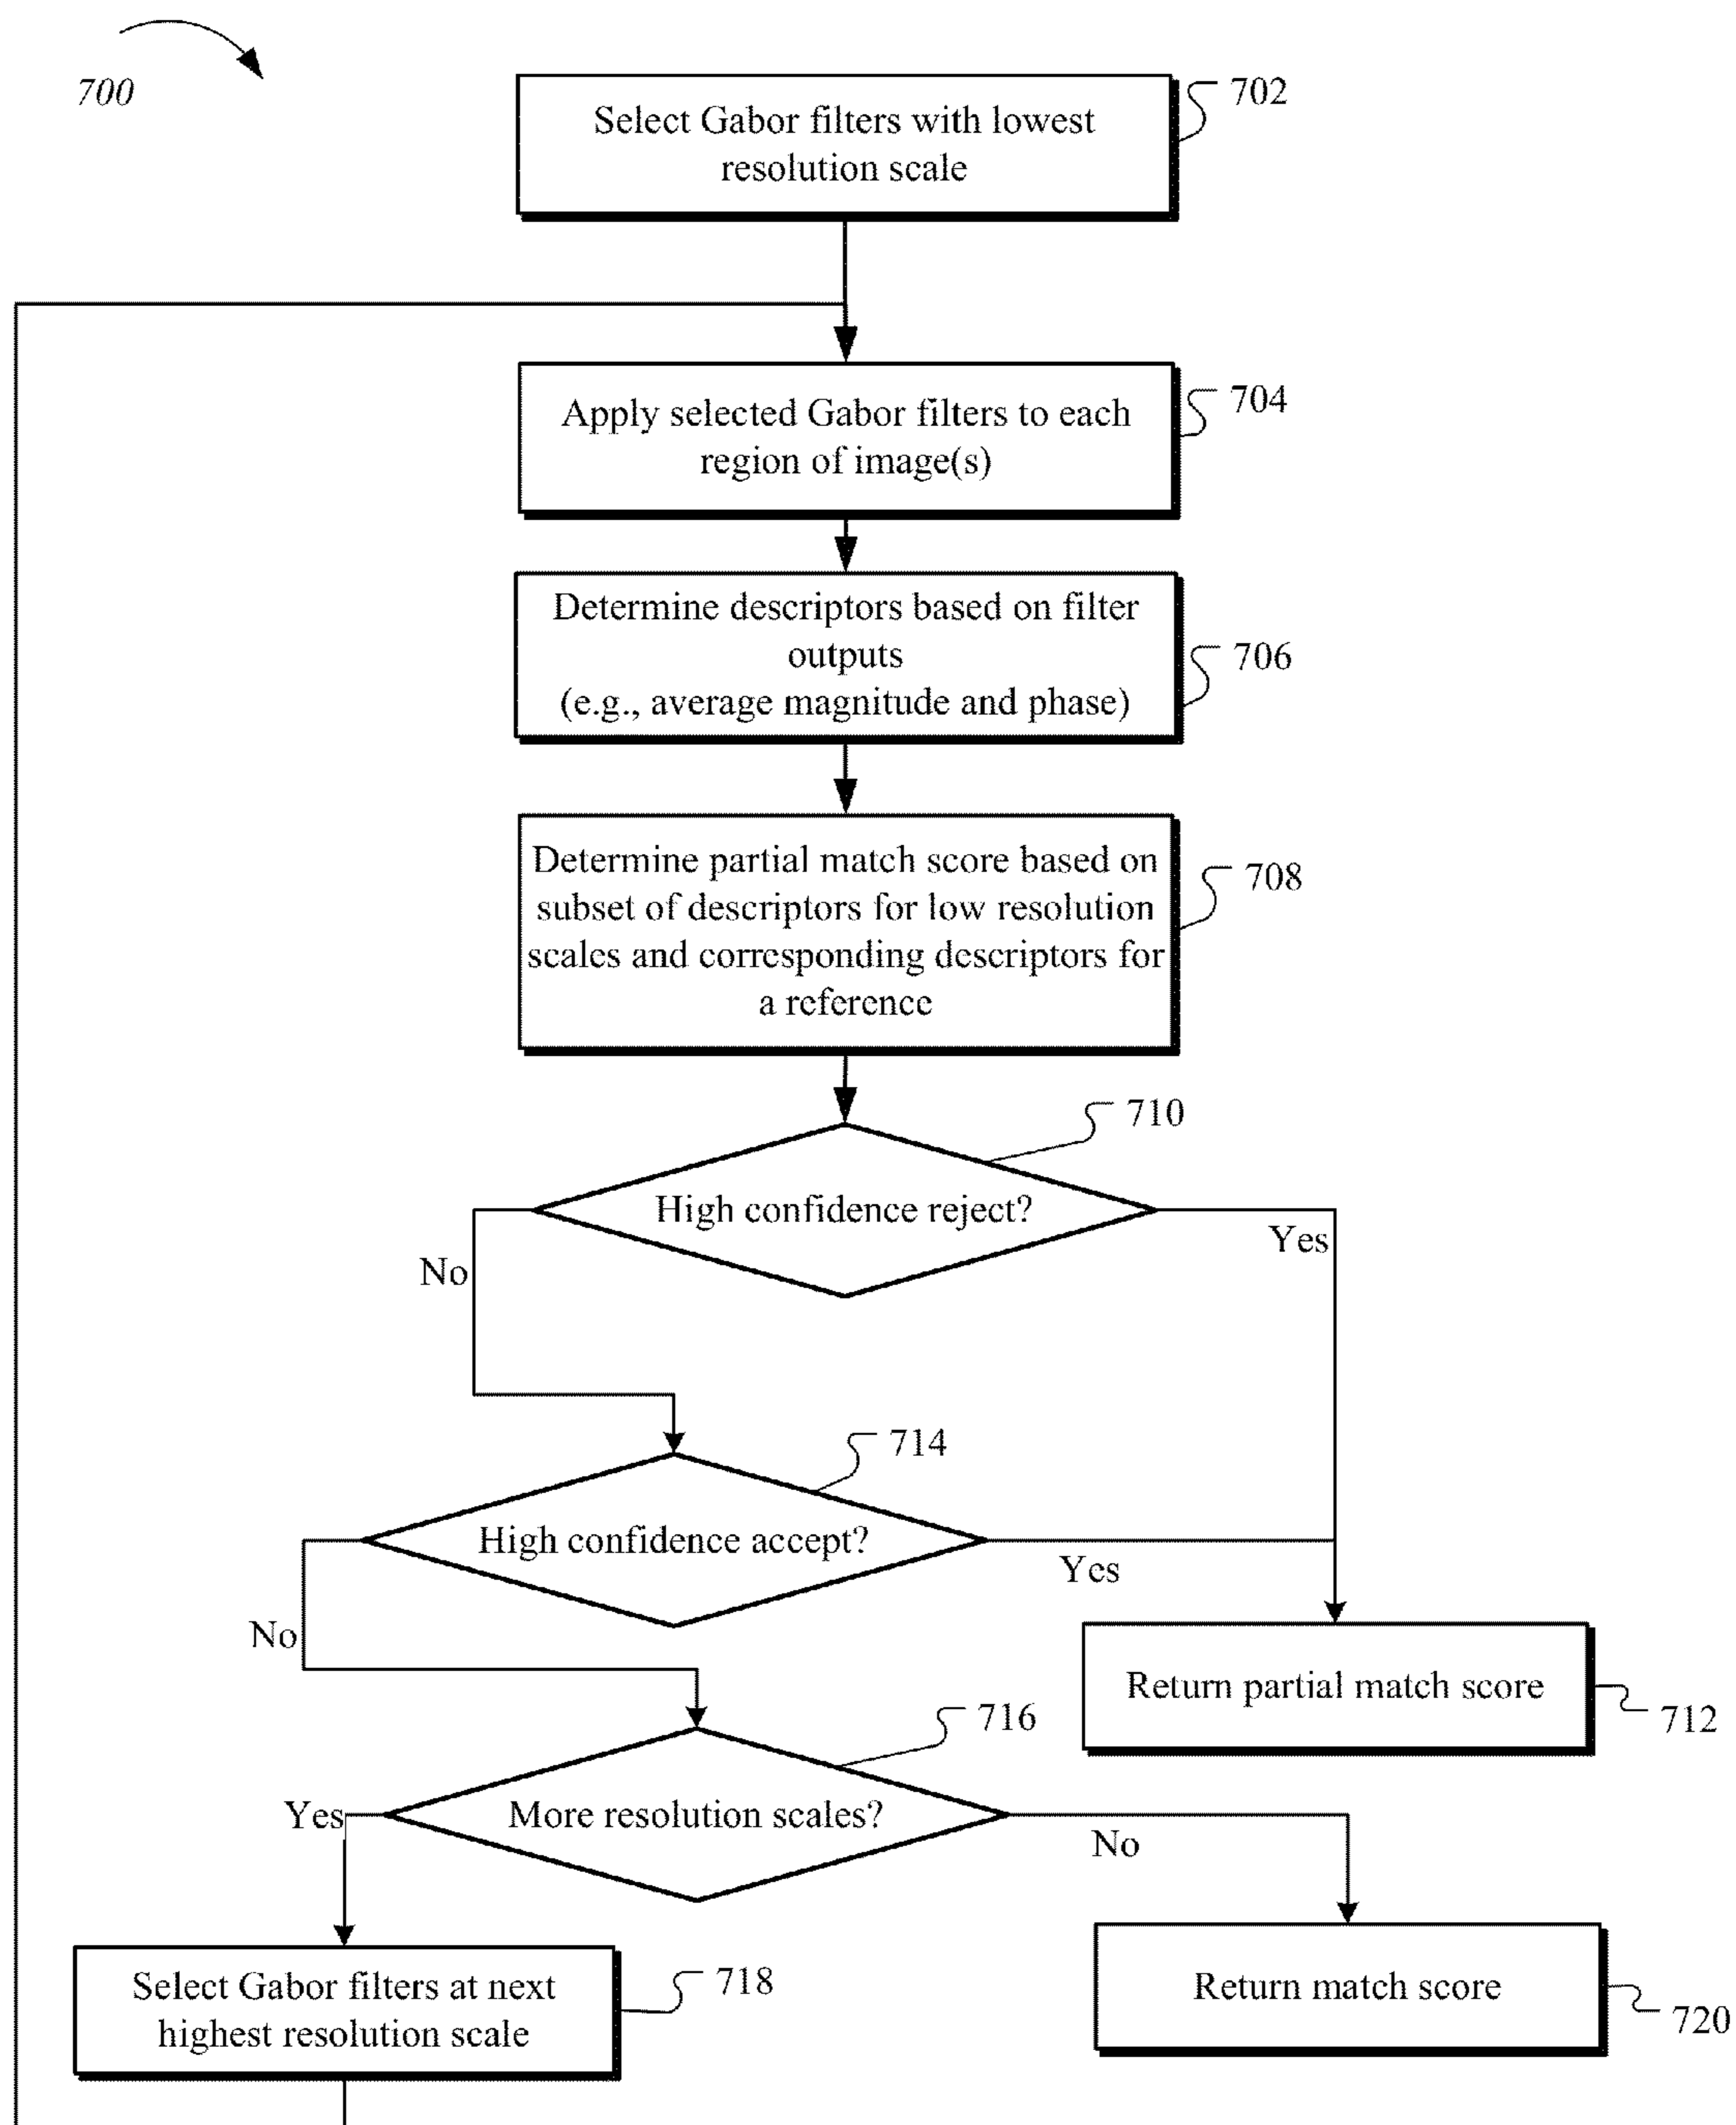 700
702
Select Gabor filters with lowest
resolution scale
704
Apply selected Gabor filters to each
region of image(s)
Determine descriptors based on filter
outputs
(e.g., average magnitude and phase)
706
Determine partial match score based on
subset of descriptors for low resolution
scales and corresponding descriptors for
a reference
708
710
High confidence reject?
Yes
No
714
High confidence accept?
Yes
No
Return partial match score
712
716
More resolution scales?
Yes
No
Select Gabor filters at next
highest resolution scale
718
Return match score
720